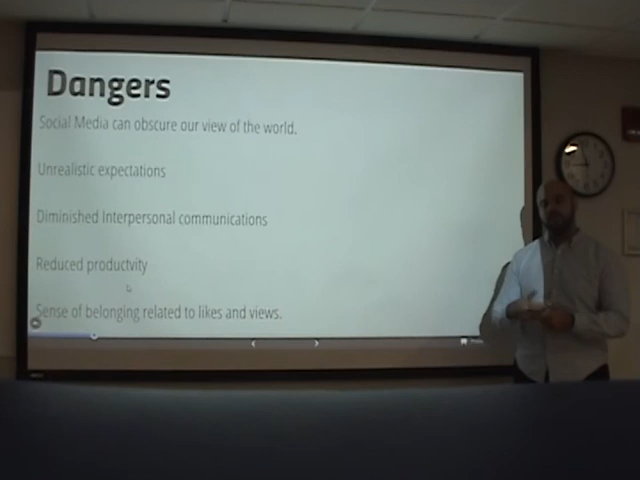 Dangers
Social Media can obscure our view of the world.
Unrealistic expectations
Diminished Interpersonal communications
Reduced productvity
Sense of belonging related to likes and views.